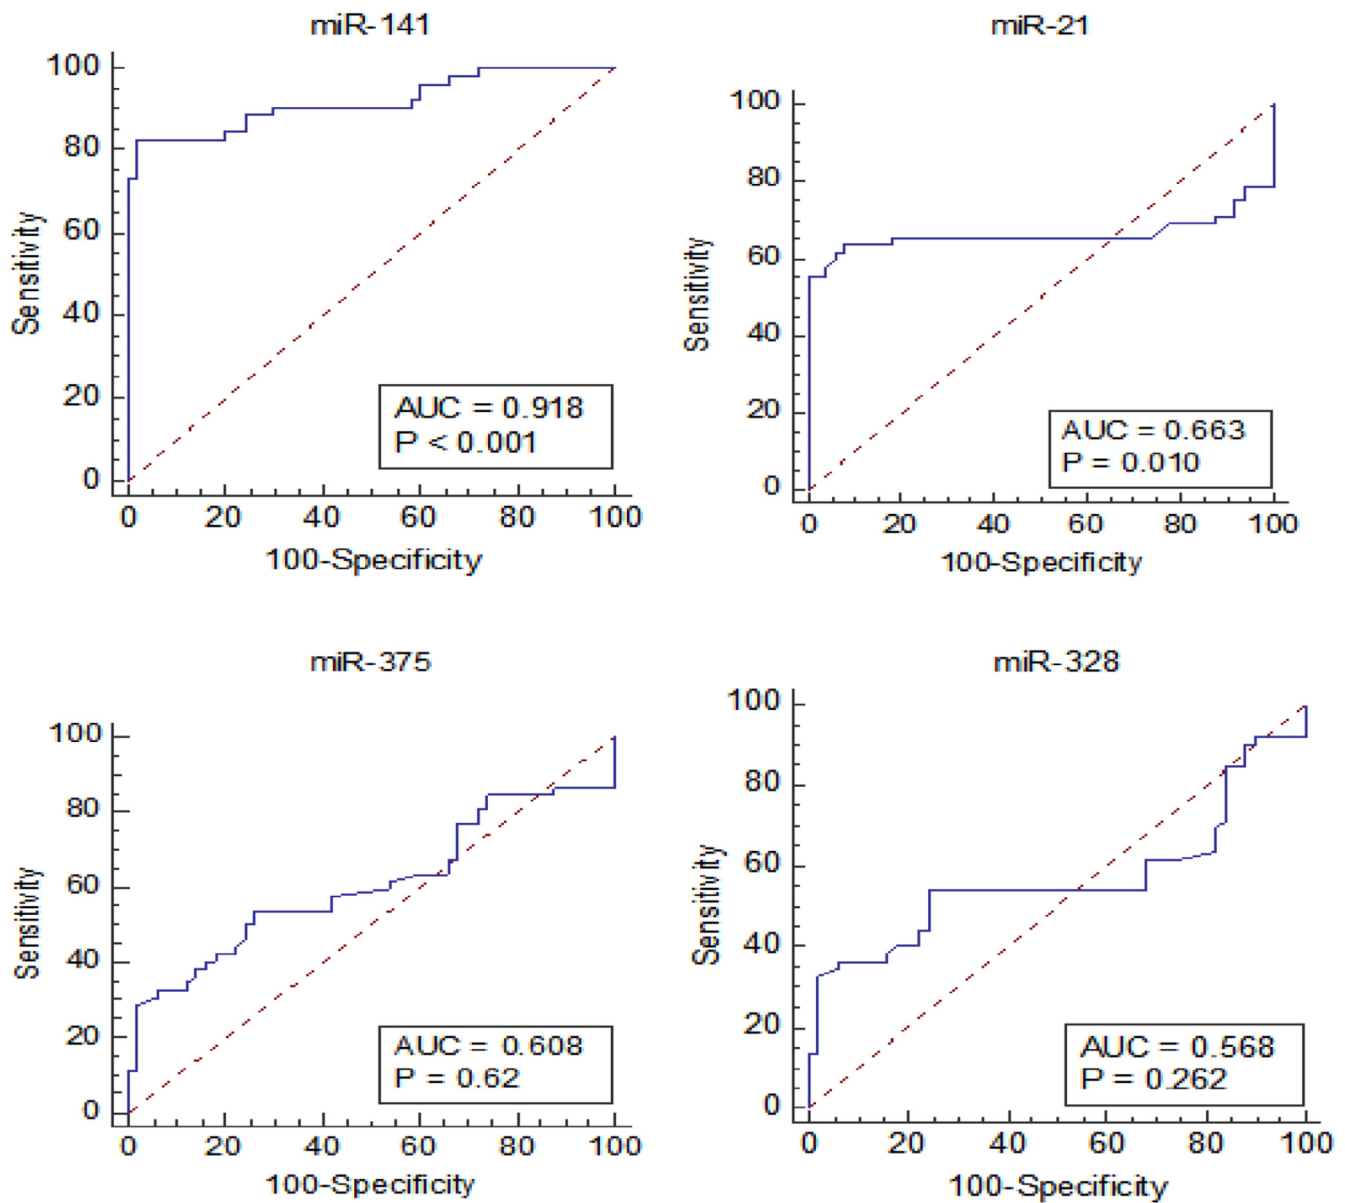 miR-141
100
80
60
40
20
0
Sensitivity
AUC = 0.918
P < 0.001
0 20 40 60 80 100
100-Specificity
miR-21
100
80
60
40
20
0
Sensitivity
AUC = 0.663
P = 0.010
0 20 40 60 80 100
100-Specificity
miR-375
100
80
60
40
20
0
Sensitivity
AUC = 0.608
P = 0.62
0 20 40 60 80 100
100-Specificity
miR-328
100
80
60
40
20
0
Sensitivity
AUC = 0.568
P = 0.262
0 20 40 60 80 100
100-Specificity